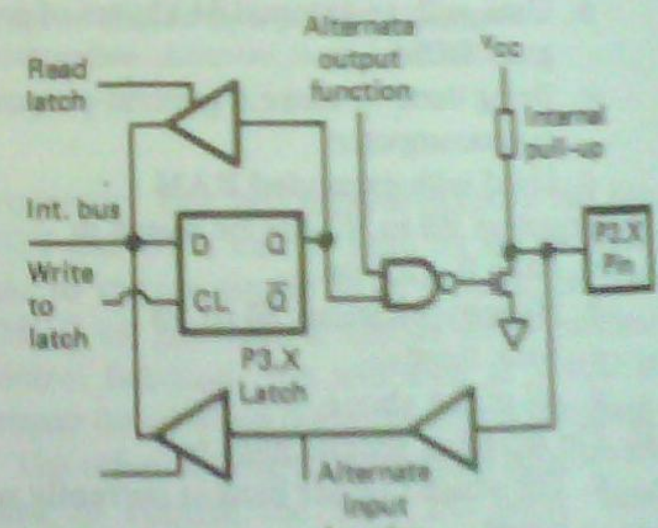 Alternate
output
function
Read
latch
Vcc
Internal
pull-up
Int. bus
D Q
CL Q̅
Write
to
latch
P3.X
Latch
P3.X
Pin
Alternate
input